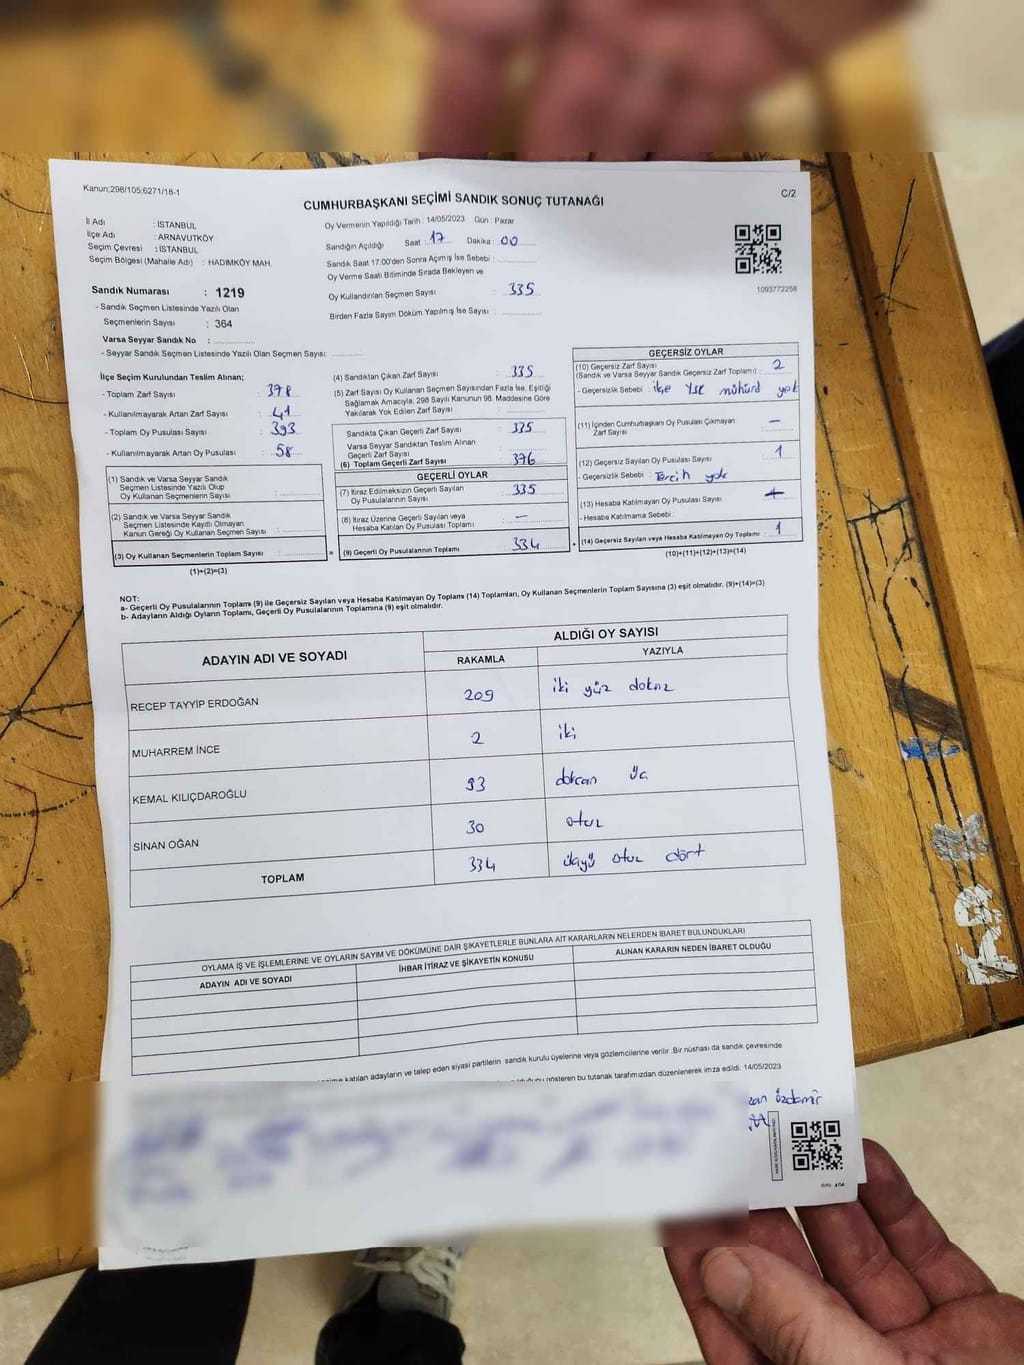 Kanun;298/105;6271/18-1
CUMHURBAŞKANI SEÇİMİ SANDIK SONUÇ TUTANAĞI
C/2
İl Adı : İSTANBUL
İlçe Adı : ARNAVUTKÖY
Seçim Çevresi : İSTANBUL
Seçim Bölgesi (Mahalle Adı) : HADIMKÖY MAH.
Sandık Numarası : 1219
- Sandık Seçmen Listesinde Yazılı Olan
Seçmenlerin Sayısı : 364
Varsa Seyyar Sandık No :
- Seyyar Sandık Seçmen Listesinde Yazılı Olan Seçmen Sayısı:
Oy Vermenin Yapıldığı Tarih : 14/05/2023 Gün : Pazar
Sandığın Açıldığı Saat : 17 Dakika : 00
Sandık Saat 17.00'den Sonra Açımış İse Sebebi :
Oy Verme Saati Bitiminde Sırada Bekleyen ve
Oy Kullandırılan Seçmen Sayısı : 335
Birden Fazla Sayım Döküm Yapılmış İse Sayısı :
1093772258
İlçe Seçim Kurulundan Teslim Alınan;
- Toplam Zarf Sayısı : 378
- Kullanılmayarak Artan Zarf Sayısı : 41
- Toplam Oy Pusulası Sayısı : 393
- Kullanılmayarak Artan Oy Pusulası : 58
(1) Sandık ve Varsa Seyyar Sandık
Seçmen Listesinde Yazılı Olup
Oy Kullanan Seçmenlerin Sayısı :
(2) Sandık ve Varsa Seyyar Sandık
Seçmen Listesinde Kayıtlı Olmayan
Kanun Gereği Oy Kullanan Seçmen Sayısı :
(3) Oy Kullanan Seçmenlerin Toplam Sayısı : =
(1)+(2)=(3)
(4) Sandıktan Çıkan Zarf Sayısı : 335
(5) Zarf Sayısı Oy Kullanan Seçmen Sayısından Fazla İse, Eşitliği
Sağlamak Amacıyla, 298 Sayılı Kanunun 98. Maddesine Göre
Yakılarak Yok Edilen Zarf Sayısı :
Sandıkta Çıkan Geçerli Zarf Sayısı : 335
Varsa Seyyar Sandıktan Teslim Alınan
Geçerli Zarf Sayısı :
(6) Toplam Geçerli Zarf Sayısı : 376
GEÇERLİ OYLAR
(7) İtiraz Edilmeksizin Geçerli Sayılan
Oy Pusulalarının Sayısı : 335
(8) İtiraz Üzerine Geçerli Sayılan veya
Hesaba Katılan Oy Pusulası Toplamı : —
(9) Geçerli Oy Pusulalarının Toplamı : 334 +
GEÇERSİZ OYLAR
(10) Geçersiz Zarf Sayısı
(Sandık ve Varsa Seyyar Sandık Geçersiz Zarf Toplamı) : 2
- Geçersizlik Sebebi : ilçe YSK mühürü yok
(11) İçinden Cumhurbaşkanı Oy Pusulası Çıkmayan
Zarf Sayısı : —
(12) Geçersiz Sayılan Oy Pusulası Sayısı : 1
- Geçersizlik Sebebi : Tercih yok
(13) Hesaba Katılmayan Oy Pusulası Sayısı :
- Hesaba Katılmama Sebebi :
(14) Geçersiz Sayılan veya Hesaba Katılmayan Oy Toplamı : 1
(10)+(11)+(12)+(13)=(14)
NOT:
a- Geçerli Oy Pusulalarının Toplamı (9) ile Geçersiz Sayılan veya Hesaba Katılmayan Oy Toplamı (14) Toplamları, Oy Kullanan Seçmenlerin Toplam Sayısına (3) eşit olmalıdır. (9)+(14)=(3)
b- Adayların Aldığı Oyların Toplamı, Geçerli Oy Pusulalarının Toplamına (9) eşit olmalıdır.
ADAYIN ADI VE SOYADI
ALDIĞI OY SAYISI
RAKAMLA YAZIYLA
RECEP TAYYİP ERDOĞAN 209 iki yüz dokuz
MUHARREM İNCE 2 iki
KEMAL KILIÇDAROĞLU 93 doksan üç
SİNAN OĞAN 30 otuz
TOPLAM 334 üçyüz otuz dört
OYLAMA İŞ VE İŞLEMLERİNE VE OYLARIN SAYIM VE DÖKÜMÜNE DAİR ŞİKAYETLERLE BUNLARA AİT KARARLARIN NELERDEN İBARET BULUNDUKLARI
ADAYIN ADI VE SOYADI İHBAR İTİRAZ VE ŞİKAYETİN KONUSU ALINAN KARARIN NEDEN İBARET OLDUĞU
katılan adayların ve talep eden siyasi partilerin sandık kurulu üyelerine veya gözlemcilerine verilir. Bir nüshası da sandık çevresinde
gösteren bu tutanak tarafımızdan düzenlenerek imza edildi. 14/05/2023
özdemir